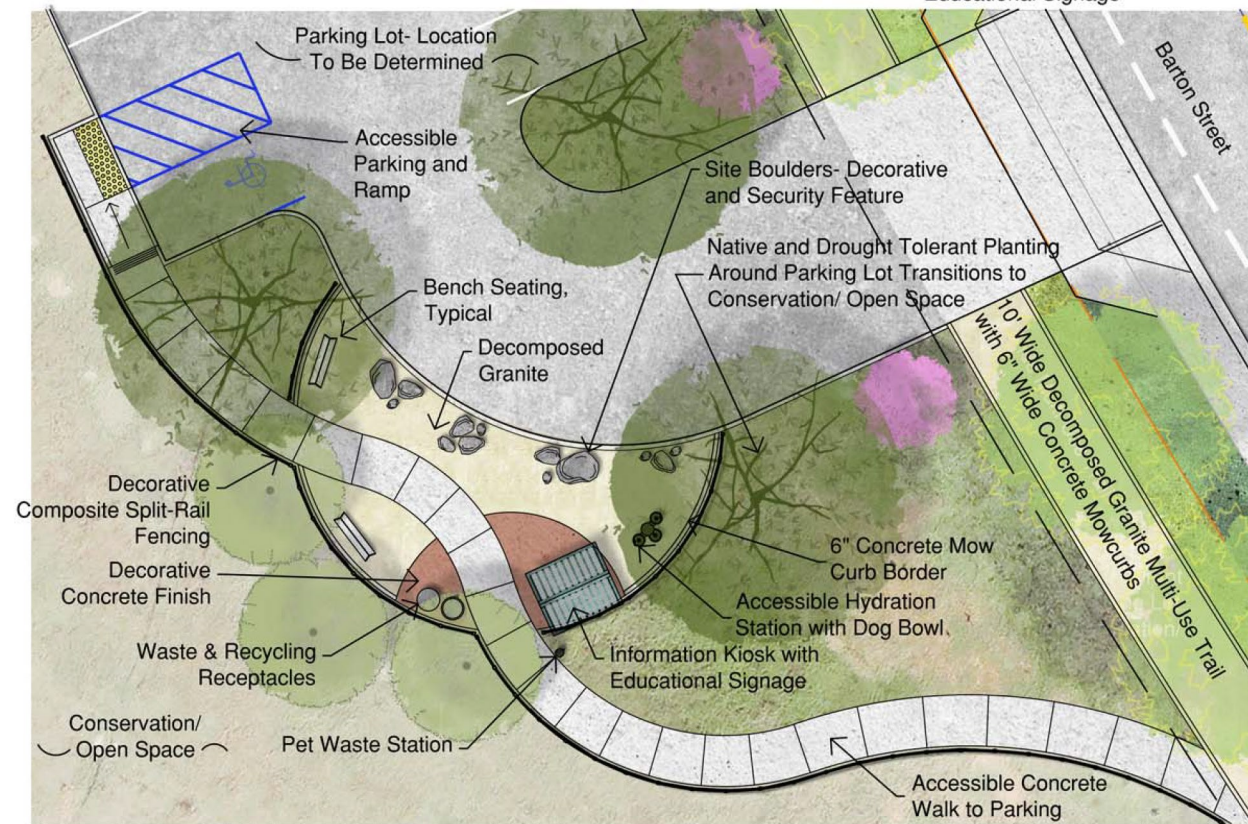 Educational Signage
Parking Lot- Location
To Be Determined
Barton Street
Accessible
Parking and
Ramp
Site Boulders- Decorative
and Security Feature
Native and Drought Tolerant Planting
Around Parking Lot Transitions to
Conservation/ Open Space
Bench Seating,
Typical
Decomposed
Granite
10' Wide Decomposed Granite Multi-Use Trail
with 6" Wide Concrete Mowcurbs
Decorative
Composite Split-Rail
Fencing
6" Concrete Mow
Curb Border
Decorative
Concrete Finish
Accessible Hydration
Station with Dog Bowl
Waste & Recycling
Receptacles
Information Kiosk with
Educational Signage
Conservation/
Open Space
Pet Waste Station
Accessible Concrete
Walk to Parking